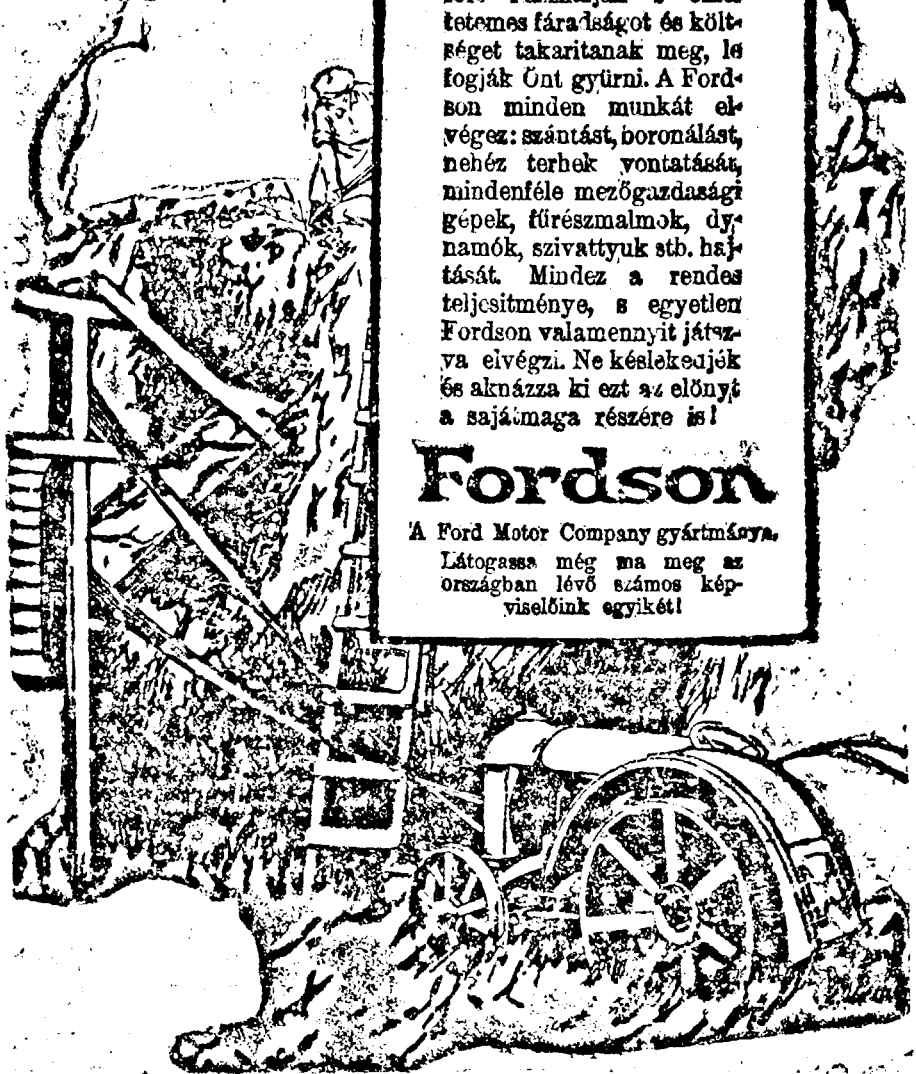 tetemes fáradságot és költ-
séget takaritanak meg, le
fogják Önt gyürni. A Ford-
son minden munkát el-
végez: szántást, boronálást,
nehéz terhek vontatását,
mindenféle mezőgazdasági
gépek, fűrészmalmok, dy-
namók, szivattyuk stb. haj-
tását. Mindez a rendes
teljesitménye, s egyetlen
Fordson valamennyit játsz-
va elvégzi. Ne késlekedjék
és aknázza ki ezt az előnyt
a sajátmaga részére is!
Fordson
A Ford Motor Company gyártmánya.
Látogassa még ma meg az
országban lévő számos kép-
viselőink egyikét!